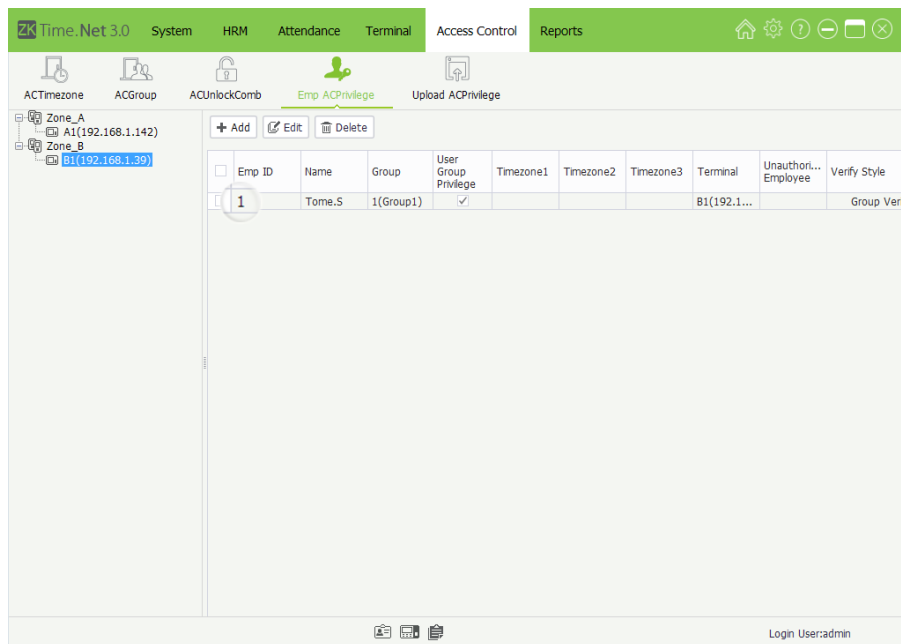 ZK Time.Net 3.0 System HRM Attendance Terminal Access Control Reports
ACTimezone ACGroup ACUnlockComb Emp ACPrivilege Upload ACPrivilege
Zone_A
A1(192.168.1.142)
Zone_B
B1(192.168.1.39)
+ Add Edit Delete
Emp ID Name Group User Group Privilege Timezone1 Timezone2 Timezone3 Terminal Unauthori... Employee Verify Style
1 Tome.S 1(Group1) B1(192.1... Group Ver
Login User:admin